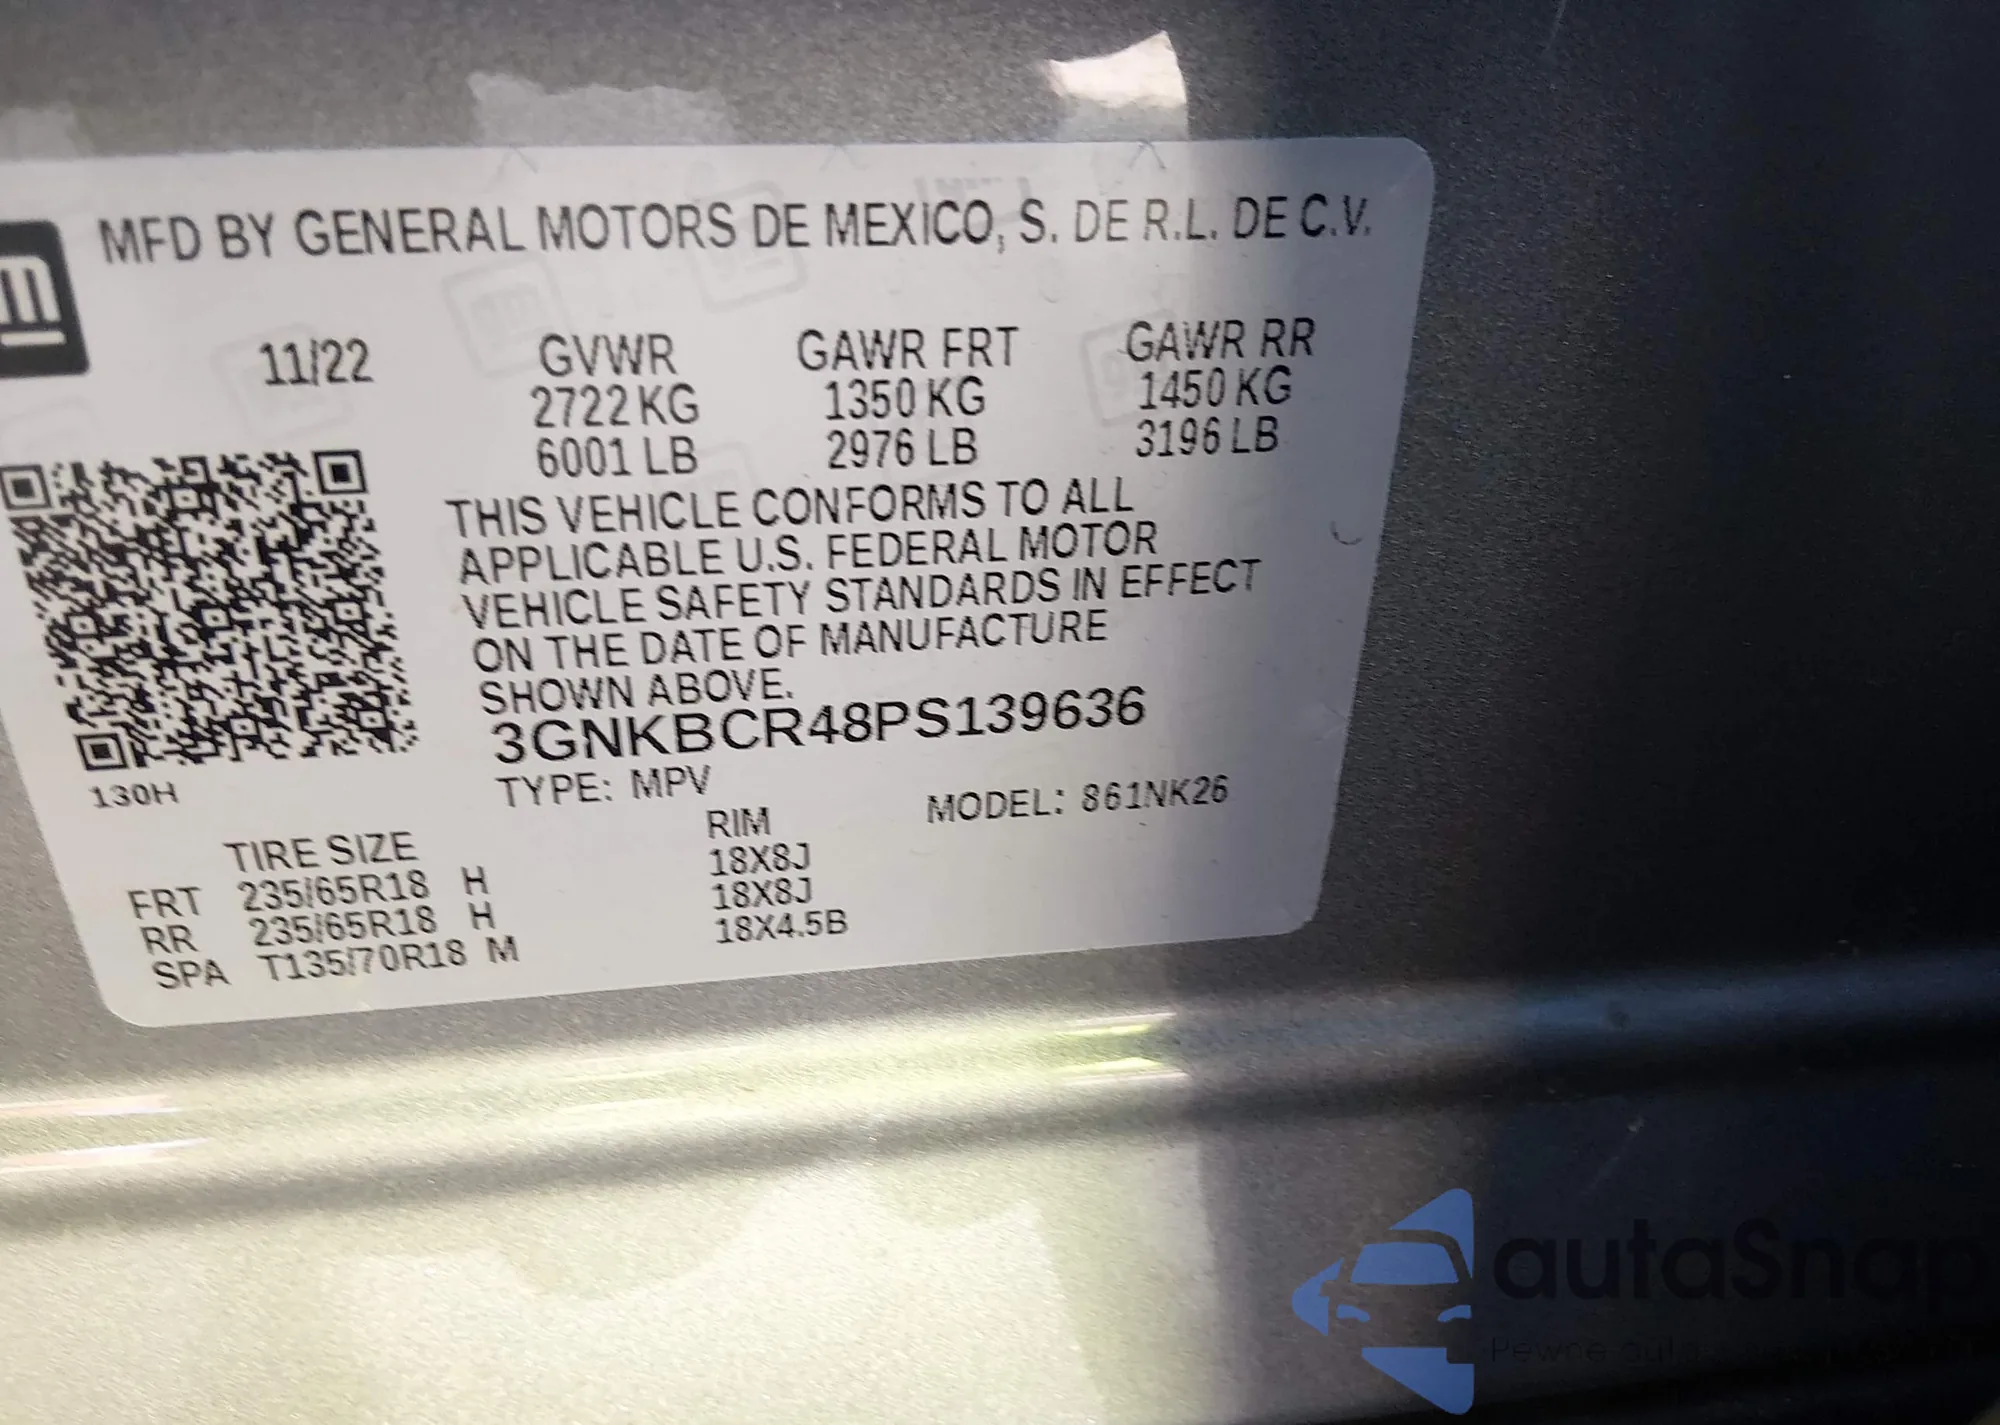 MFD BY GENERAL MOTORS DE MEXICO, S. DE R.L. DE C.V.
11/22 GVWR GAWR FRT GAWR RR
2722 KG 1350 KG 1450 KG
6001 LB 2976 LB 3196 LB
THIS VEHICLE CONFORMS TO ALL
APPLICABLE U.S. FEDERAL MOTOR
VEHICLE SAFETY STANDARDS IN EFFECT
ON THE DATE OF MANUFACTURE
SHOWN ABOVE.
3GNKBCR48PS139636
130H
TYPE: MPV MODEL: 861NK26
TIRE SIZE RIM
FRT 235/65R18 H 18X8J
RR 235/65R18 H 18X8J
SPA T135/70R18 M 18X4.5B
autaSnap
Pewne auta